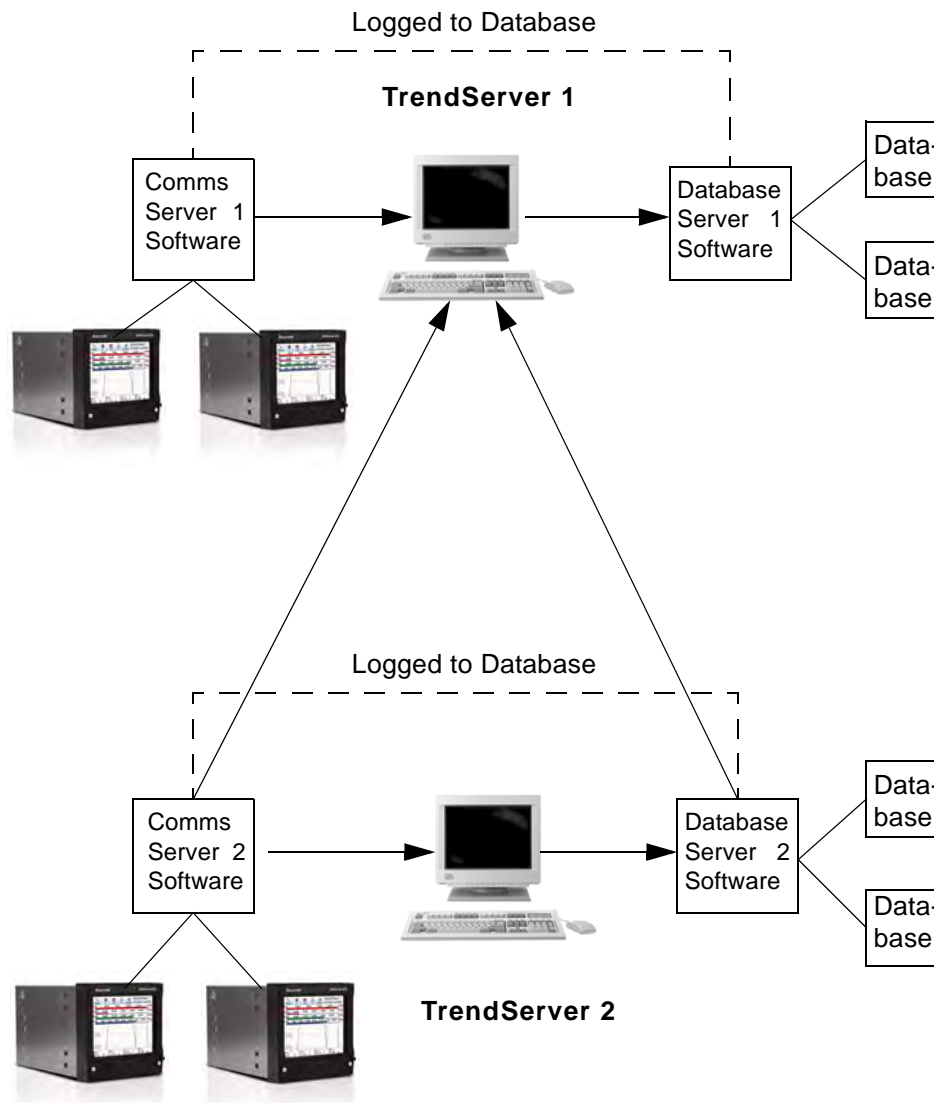 Logged to Database
TrendServer 1
Comms
Server 1
Software
Database
Server 1
Software
Data-
base
Data-
base
Logged to Database
Comms
Server 2
Software
Database
Server 2
Software
Data-
base
Data-
base
TrendServer 2